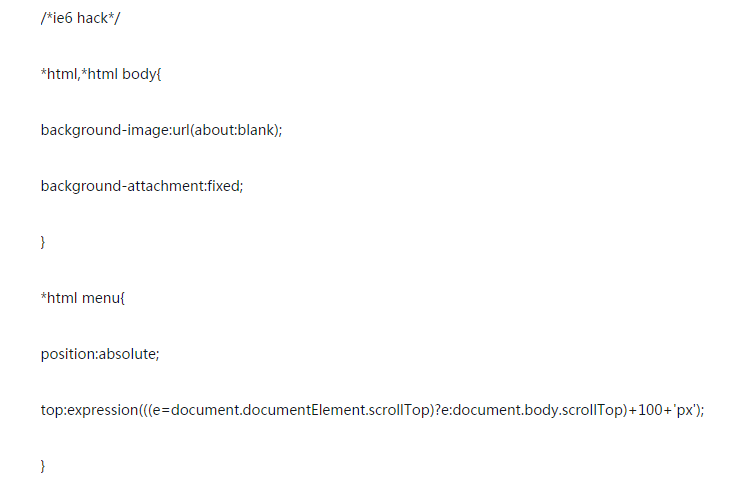 /*ie6 hack*/
*html,*html body{
background-image:url(about:blank);
background-attachment:fixed;
}
*html menu{
position:absolute;
top:expression(((e=document.documentElement.scrollTop)?e:document.body.scrollTop)+100+'px');
}